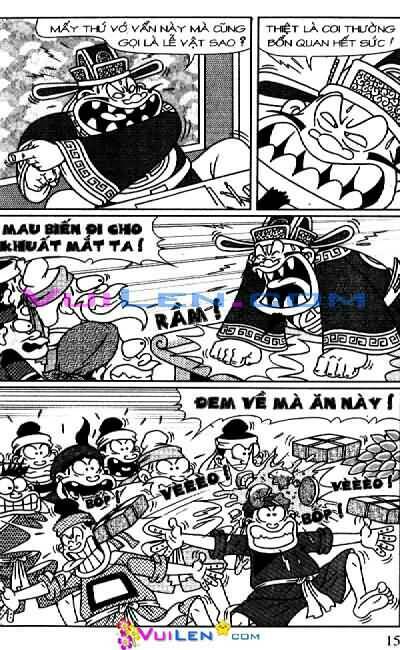 MẤY THỨ VỚ VẨN NÀY MÀ CŨNG
GỌI LÀ LỄ VẬT SAO ?
THIỆT LÀ COI THƯỜNG
BỔN QUAN HẾT SỨC !
MAU BIẾN ĐI CHO
KHUẤT MẮT TA !
VUILEN.COM
RẦM !
ĐEM VỀ MÀ ĂN NÀY !
VÈÈÈO !
BỐP !
VÈÈÈO !
BỐP !
15
VUILEN.COM